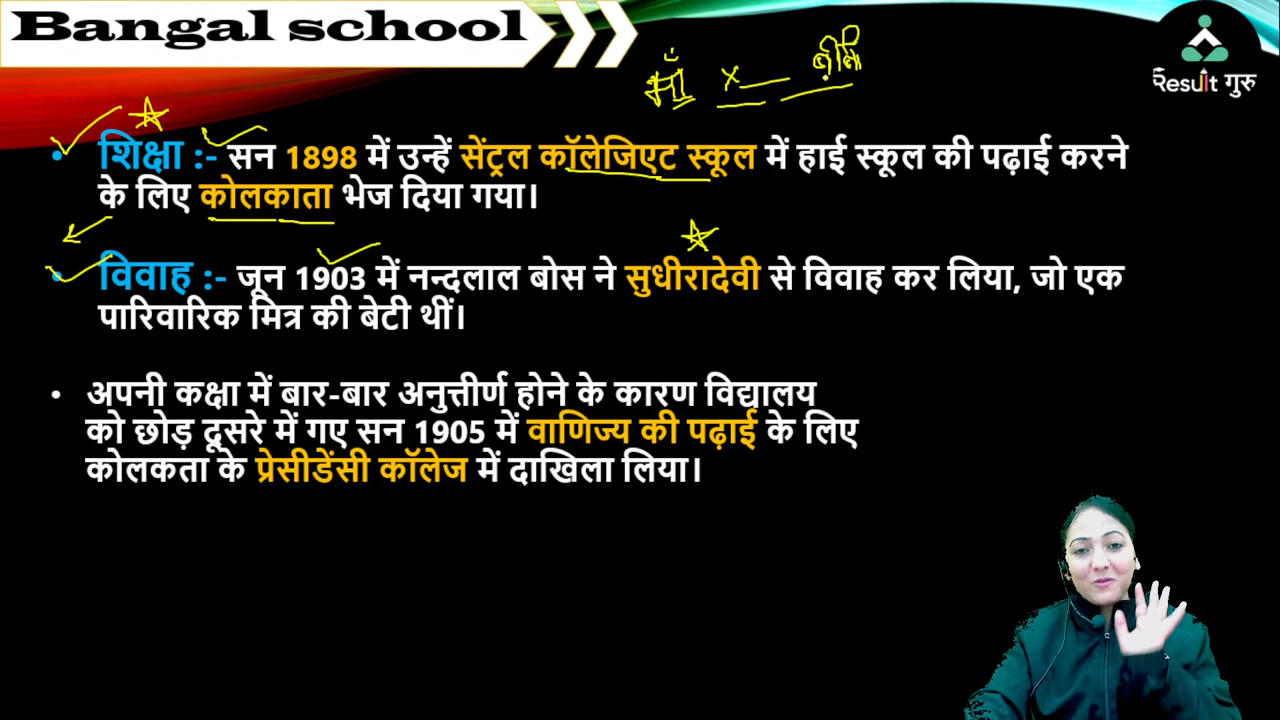 Bangal school
Result गुरु
माँ x
• शिक्षा :- सन 1898 में उन्हें सेंट्रल कॉलेजिएट स्कूल में हाई स्कूल की पढ़ाई करने
के लिए कोलकाता भेज दिया गया।
• विवाह :- जून 1903 में नन्दलाल बोस ने सुधीरादेवी से विवाह कर लिया, जो एक
पारिवारिक मित्र की बेटी थीं।
• अपनी कक्षा में बार-बार अनुत्तीर्ण होने के कारण विद्यालय
को छोड़ दूसरे में गए सन 1905 में वाणिज्य की पढ़ाई के लिए
कोलकता के प्रेसीडेंसी कॉलेज में दाखिला लिया।